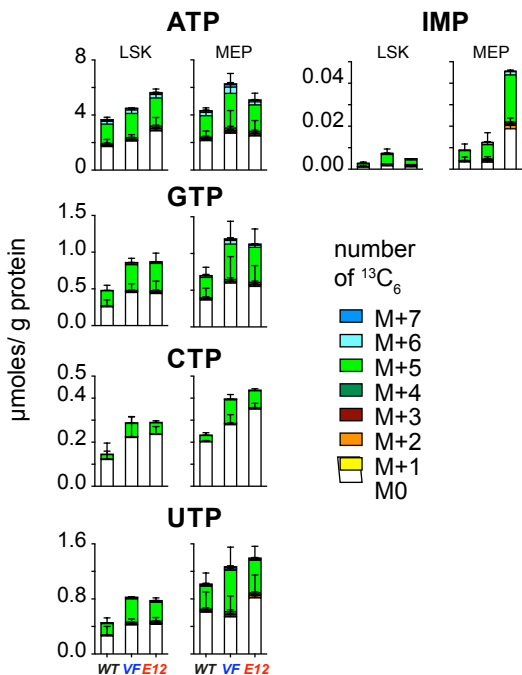 ATP
IMP
LSK
MEP
LSK
MEP
8
6
4
2
0
0.04
0.02
0.00
GTP
1.5
1.0
0.5
0.0
number
of ¹³C₆
M+7
M+6
M+5
M+4
M+3
M+2
M+1
M0
CTP
0.5
0.4
0.2
0.0
UTP
1.6
0.8
0.0
WT VF E12
WT VF E12
μmoles/ g protein